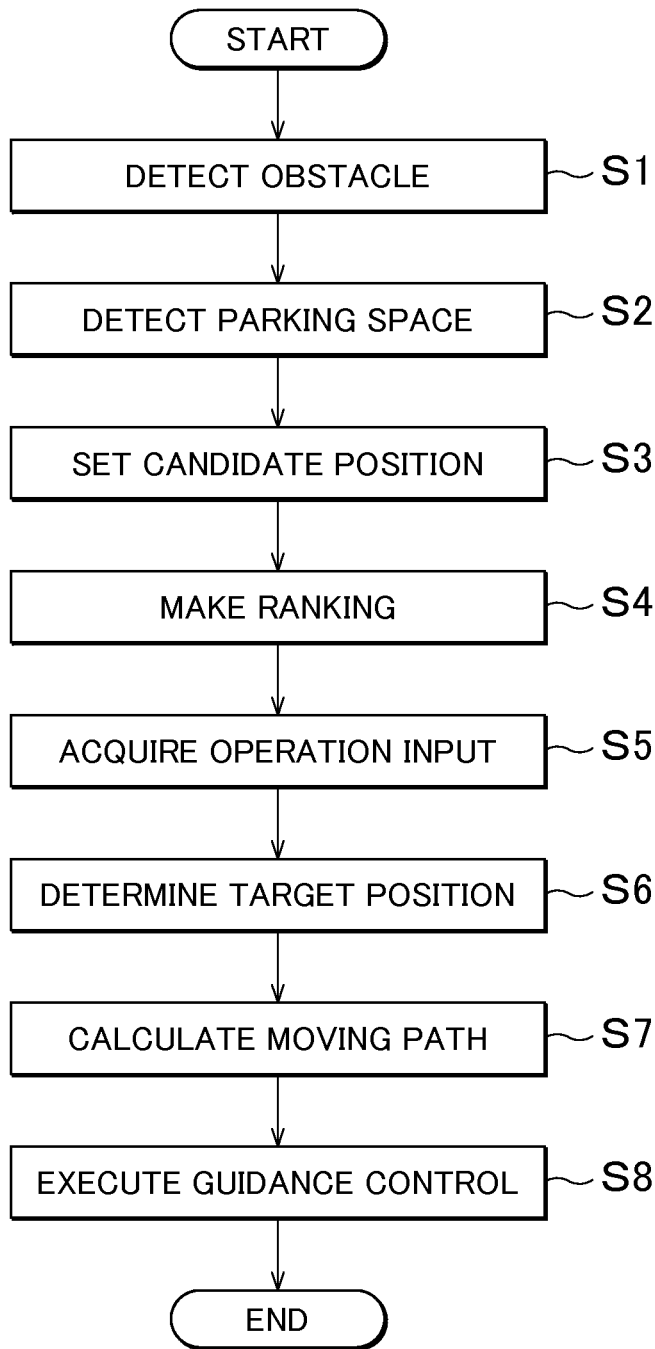 START
DETECT OBSTACLE S1
DETECT PARKING SPACE S2
SET CANDIDATE POSITION S3
MAKE RANKING S4
ACQUIRE OPERATION INPUT S5
DETERMINE TARGET POSITION S6
CALCULATE MOVING PATH S7
EXECUTE GUIDANCE CONTROL S8
END